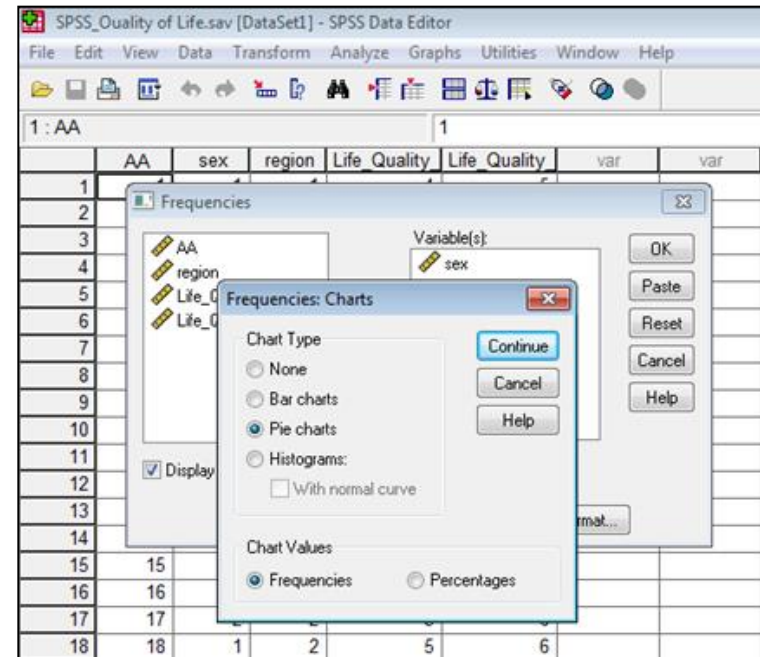 SPSS_Ouality of Life.sav [DataSet1] - SPSS Data Editor
File Edit View Data Transform Analyze Graphs Utilities Window Help
1 : AA 1
AA sex region Life_Quality_ Life_Quality_ var var
1
2
3
4
5
6
7
8
9
10
11
12
13
14
15 15
16 16
17 17
18 18 1 2 5 6
Frequencies
AA
region
Life_
Life_
Variable(s):
sex
OK
Paste
Reset
Cancel
Help
Display
rmat...
Frequencies: Charts
Chart Type
None
Bar charts
Pie charts
Histograms:
With normal curve
Continue
Cancel
Help
Chart Values
Frequencies Percentages